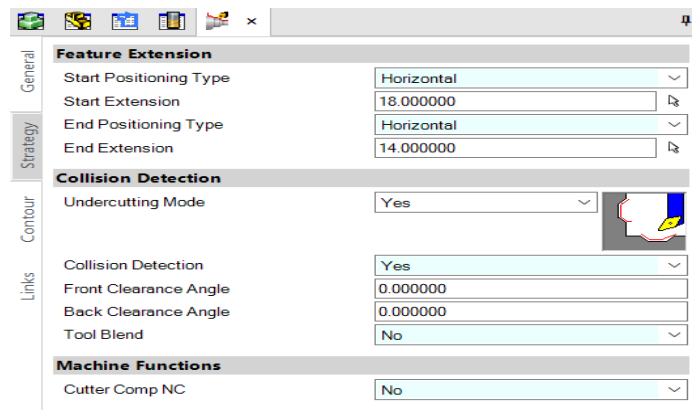 General
Strategy
Contour
Links
Feature Extension
Start Positioning Type Horizontal
Start Extension 18.000000
End Positioning Type Horizontal
End Extension 14.000000
Collision Detection
Undercutting Mode Yes
Collision Detection Yes
Front Clearance Angle 0.000000
Back Clearance Angle 0.000000
Tool Blend No
Machine Functions
Cutter Comp NC No